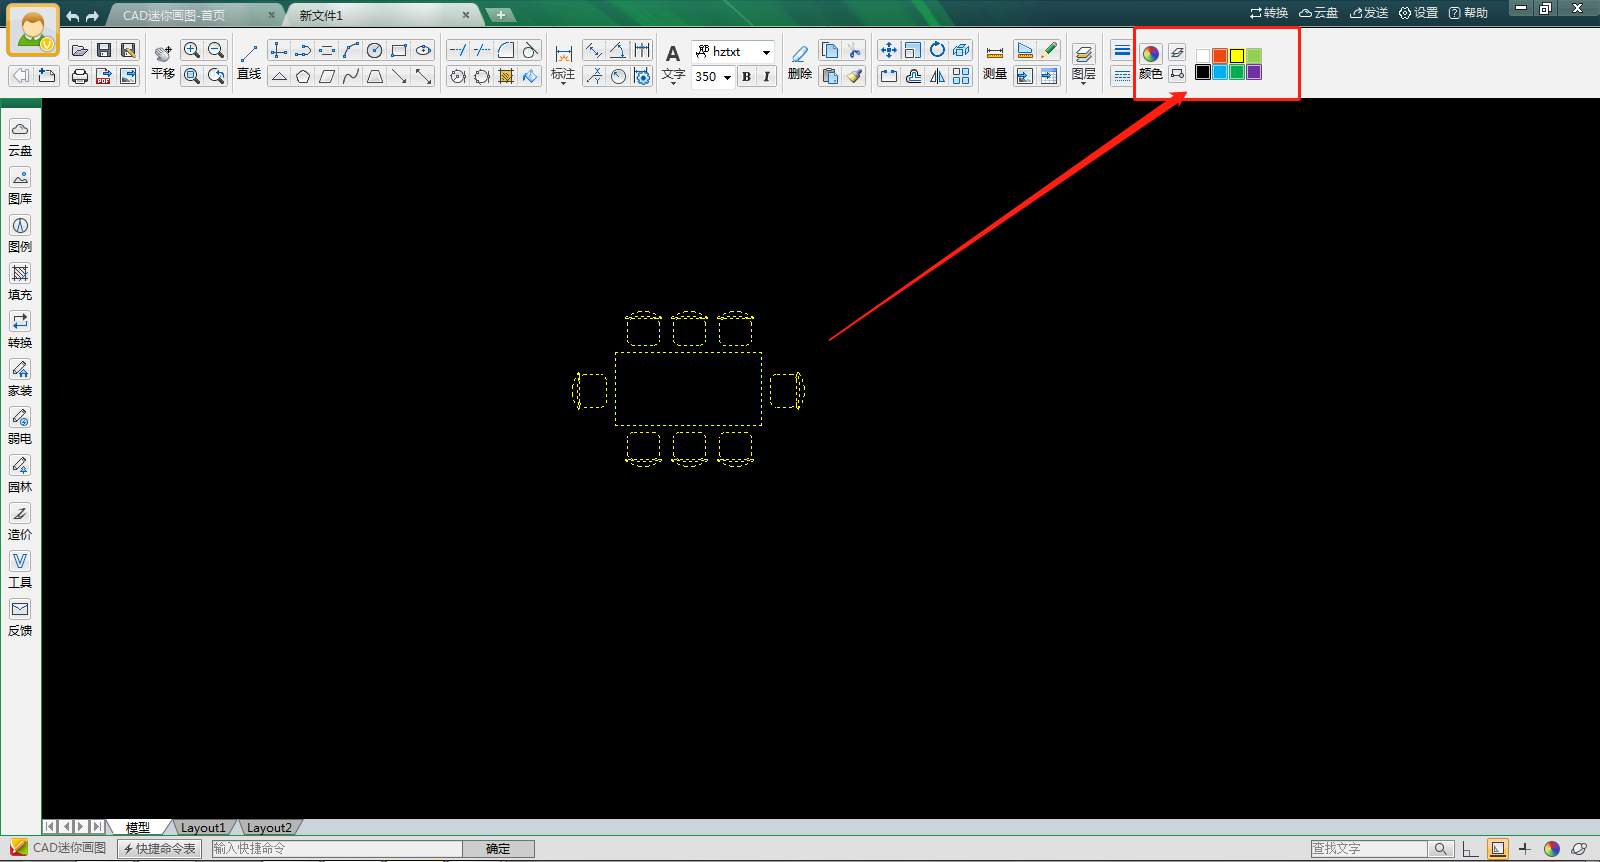 CAD迷你画图-首页
新文件1
转换
云盘
发送
设置
帮助
平移
直线
标注
A
文字
hztxt
350
B
I
删除
测量
图层
颜色
PDF
云盘
图库
图例
填充
转换
家装
弱电
园林
造价
工具
反馈
模型
Layout1
Layout2
CAD迷你画图
快捷命令表
输入快捷命令
确定
查找文字